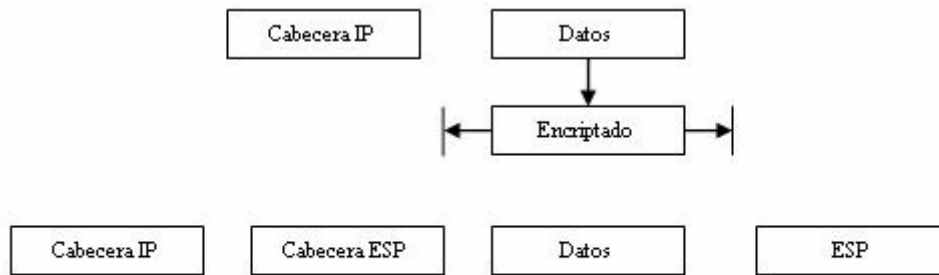 Cabecera IP
Datos
Encriptado
Cabecera IP
Cabecera ESP
Datos
ESP